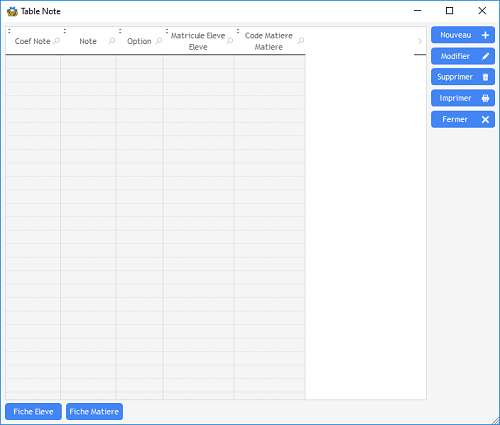 Table Note
Coef Note
Note
Option
Matricule Eleve
Eleve
Code Matiere
Matiere
Nouveau
Modifier
Supprimer
Imprimer
Fermer
Fiche Eleve
Fiche Matiere